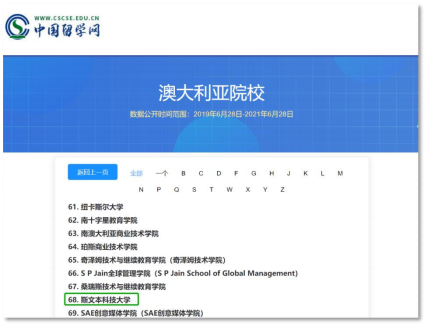 WWW.CSCSE.EDU.CN
中国留学网
澳大利亚院校
数据公开时间范围：2019年6月28日-2021年6月28日
返回上一页 全部 一个 B C D F G H J K L M
N P Q S T W X Y Z
61. 纽卡斯尔大学
62. 南十字星教育学院
63. 南澳大利亚商业技术学院
64. 珀斯商业技术学院
65. 奇泽姆技术与继续教育学院（奇泽姆技术学院）
66. S P Jain全球管理学院（S P Jain School of Global Management）
67. 桑瑞斯技术与继续教育学院
68. 斯文本科技大学
69. SAE创意媒体学院（SAE创意媒体学院）